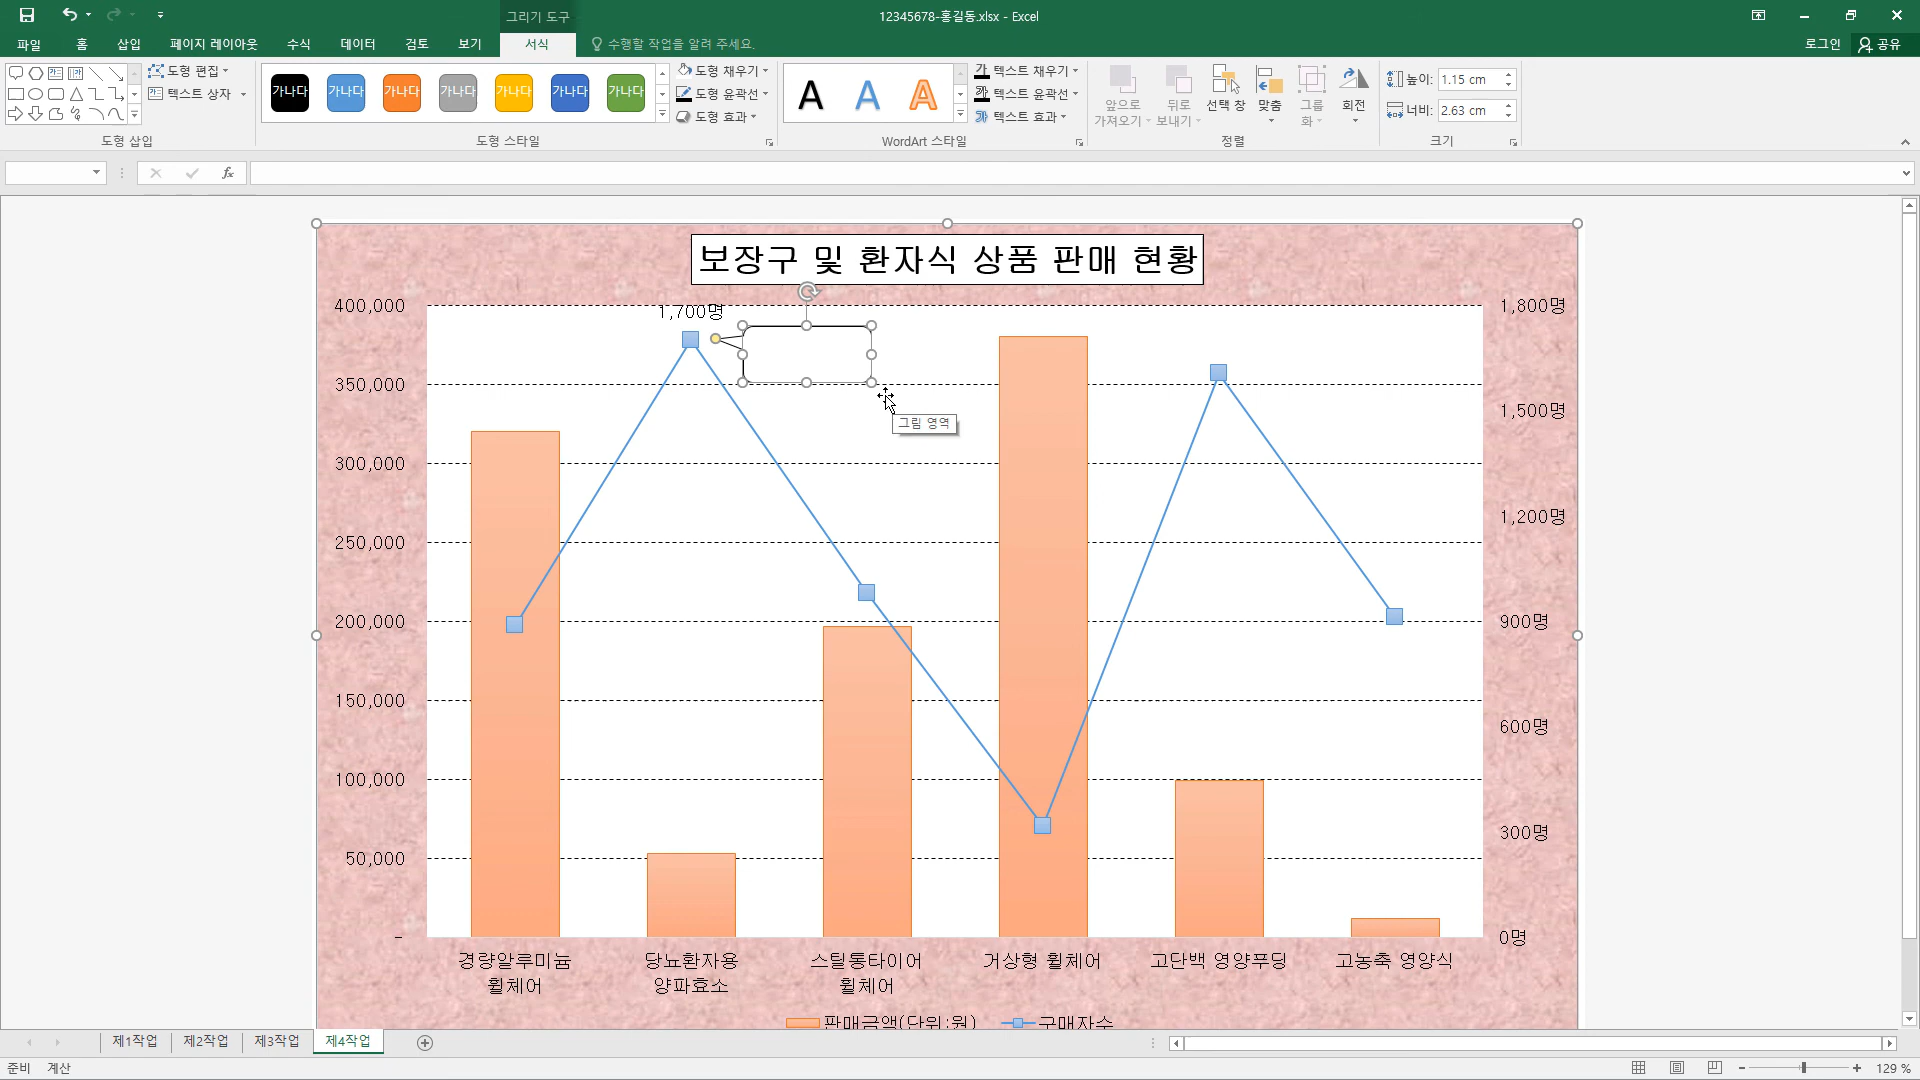 그리기 도구
12345678-홍길동.xlsx - Excel
파일 홈 삽입 페이지 레이아웃 수식 데이터 검토 보기 서식 수행할 작업을 알려 주세요. 로그인 공유
도형 편집
텍스트 상자
도형 삽입
가나다 가나다 가나다 가나다 가나다 가나다 가나다
도형 채우기
도형 윤곽선
도형 효과
도형 스타일
A A A
텍스트 채우기
텍스트 윤곽선
텍스트 효과
WordArt 스타일
앞으로 가져오기
뒤로 보내기
선택 창
맞춤
그룹화
회전
정렬
높이: 1.15 cm
너비: 2.63 cm
크기
fx
보장구 및 환자식 상품 판매 현황
400,000
350,000
300,000
250,000
200,000
150,000
100,000
50,000
-
1,700명
그림 영역
1,800명
1,500명
1,200명
900명
600명
300명
0명
경량알루미늄
휠체어
당뇨환자용
양파효소
스틸통타이어
휠체어
거상형 휠체어
고단백 영양푸딩
고농축 영양식
판매금액(단위:원) 구매자수
제1작업 제2작업 제3작업 제4작업
준비 계산
129 %